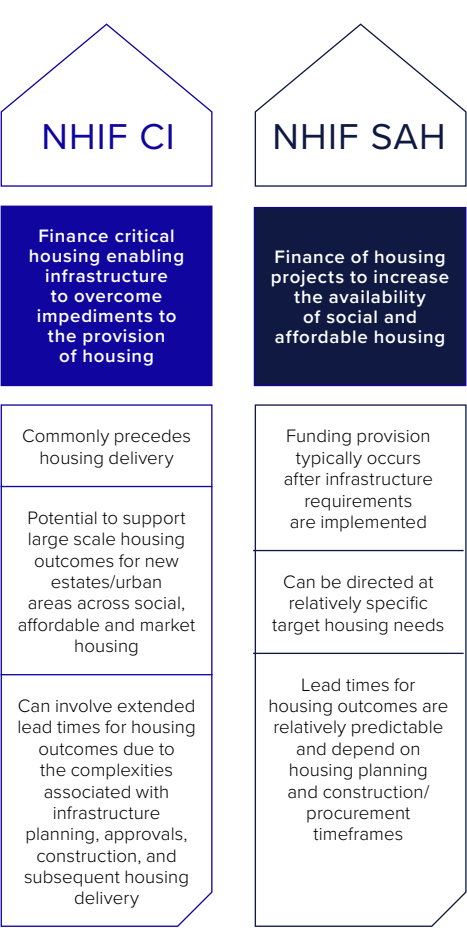 NHIF CI
Finance critical
housing enabling
infrastructure
to overcome
impediments to
the provision
of housing
Commonly precedes
housing delivery
Potential to support
large scale housing
outcomes for new
estates/urban
areas across social,
affordable and market
housing
Can involve extended
lead times for housing
outcomes due to
the complexities
associated with
infrastructure
planning, approvals,
construction, and
subsequent housing
delivery
NHIF SAH
Finance of housing
projects to increase
the availability
of social and
affordable housing
Funding provision
typically occurs
after infrastructure
requirements
are implemented
Can be directed at
relatively specific
target housing needs
Lead times for
housing outcomes are
relatively predictable
and depend on
housing planning
and construction/
procurement
timeframes